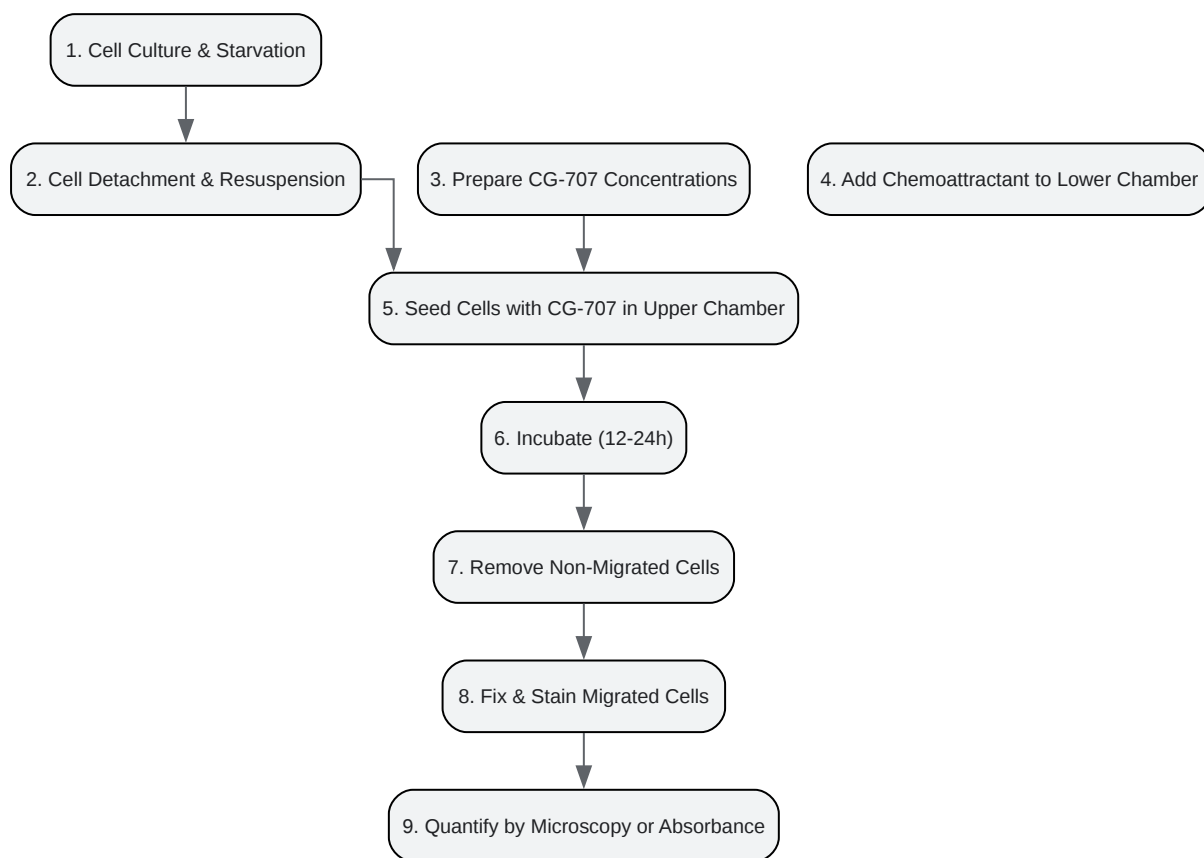 1. Cell Culture & Starvation
2. Cell Detachment & Resuspension
3. Prepare CG-707 Concentrations
4. Add Chemoattractant to Lower Chamber
5. Seed Cells with CG-707 in Upper Chamber
6. Incubate (12-24h)
7. Remove Non-Migrated Cells
8. Fix & Stain Migrated Cells
9. Quantify by Microscopy or Absorbance